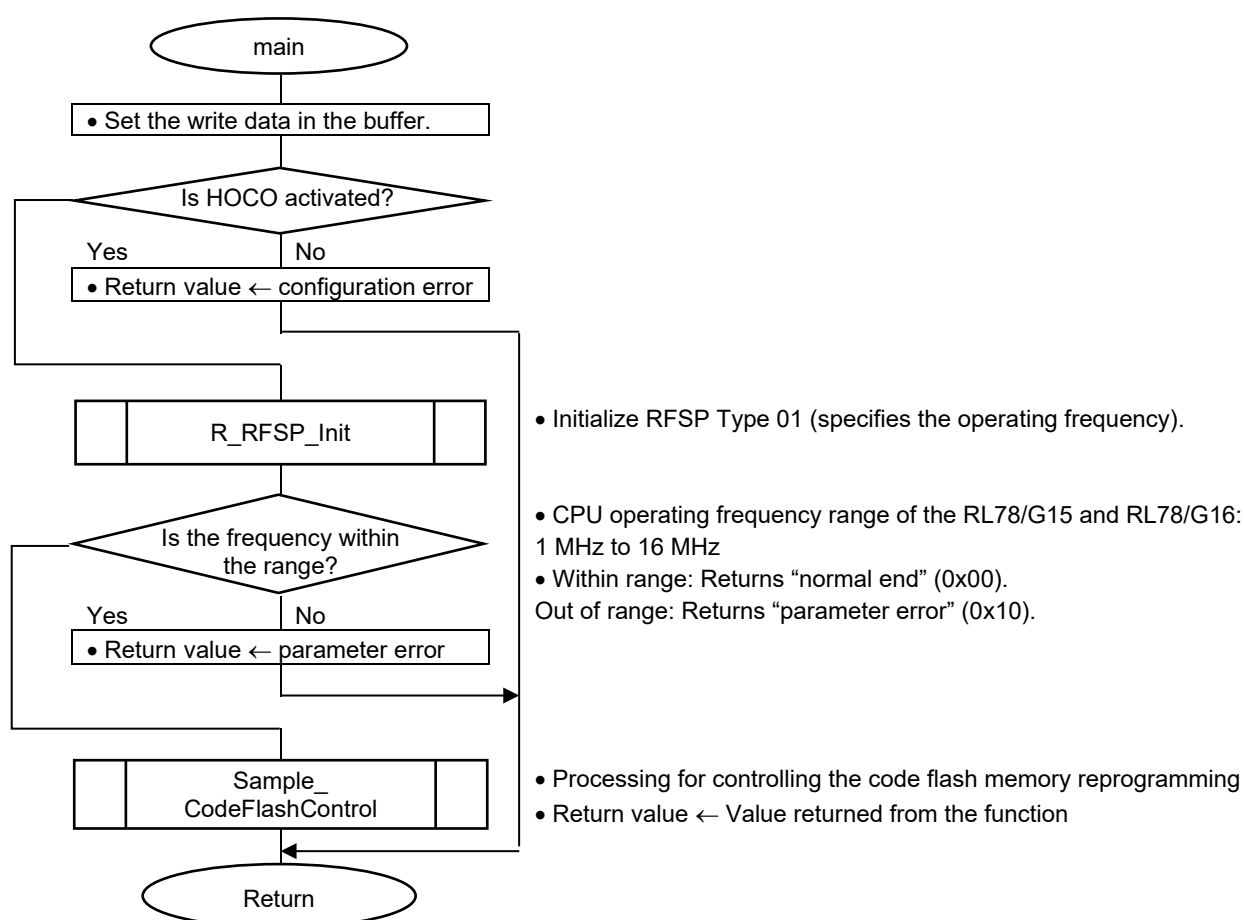 main
• Set the write data in the buffer.
Is HOCO activated?
Yes
No
• Return value ← configuration error
R_RFSP_Init
• Initialize RFSP Type 01 (specifies the operating frequency).
Is the frequency within
the range?
• CPU operating frequency range of the RL78/G15 and RL78/G16:
1 MHz to 16 MHz
• Within range: Returns “normal end” (0x00).
Out of range: Returns “parameter error” (0x10).
Yes
No
• Return value ← parameter error
Sample_
CodeFlashControl
• Processing for controlling the code flash memory reprogramming
• Return value ← Value returned from the function
Return